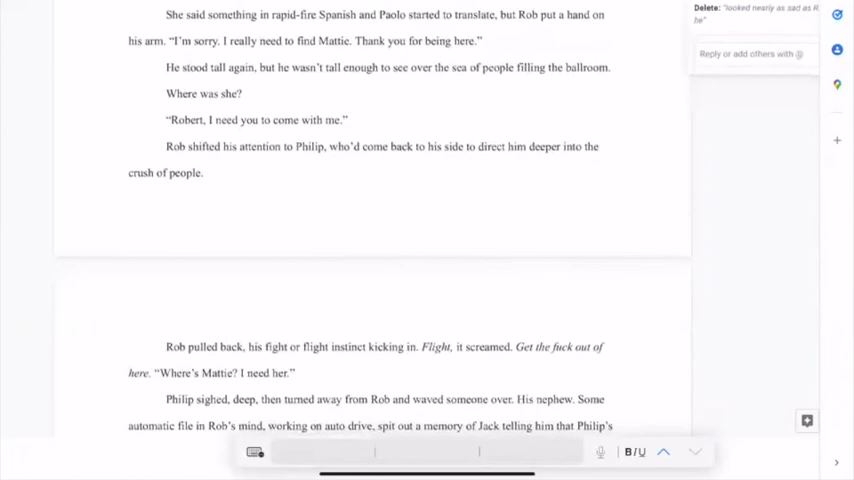 She said something in rapid-fire Spanish and Paolo started to translate, but Rob put a hand on
his arm. “I’m sorry. I really need to find Mattie. Thank you for being here.”
He stood tall again, but he wasn’t tall enough to see over the sea of people filling the ballroom.
Where was she?
“Robert, I need you to come with me.”
Rob shifted his attention to Philip, who’d come back to his side to direct him deeper into the
crush of people.
Rob pulled back, his fight or flight instinct kicking in. Flight, it screamed. Get the fuck out of
here. “Where’s Mattie? I need her.”
Philip sighed, deep, then turned away from Rob and waved someone over. His nephew. Some
automatic file in Rob’s mind, working on auto drive, spit out a memory of Jack telling him that Philip’s
Delete: "looked nearly as sad as R
he"
Reply or add others with @
B I U